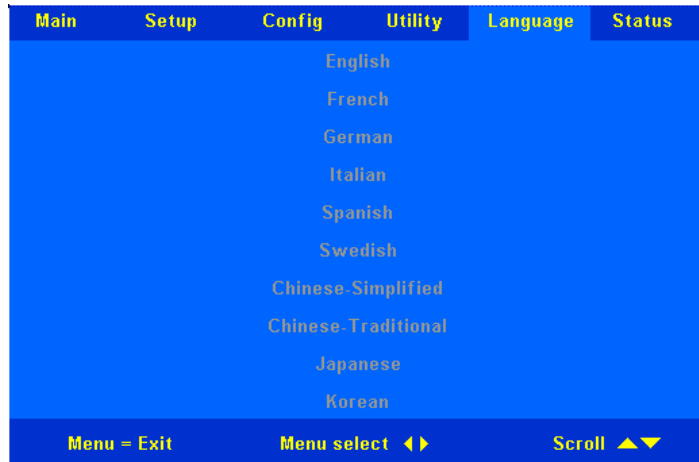 Main Setup Config Utility Language Status
English
French
German
Italian
Spanish
Swedish
Chinese-Simplified
Chinese-Traditional
Japanese
Korean
Menu = Exit Menu select Scroll